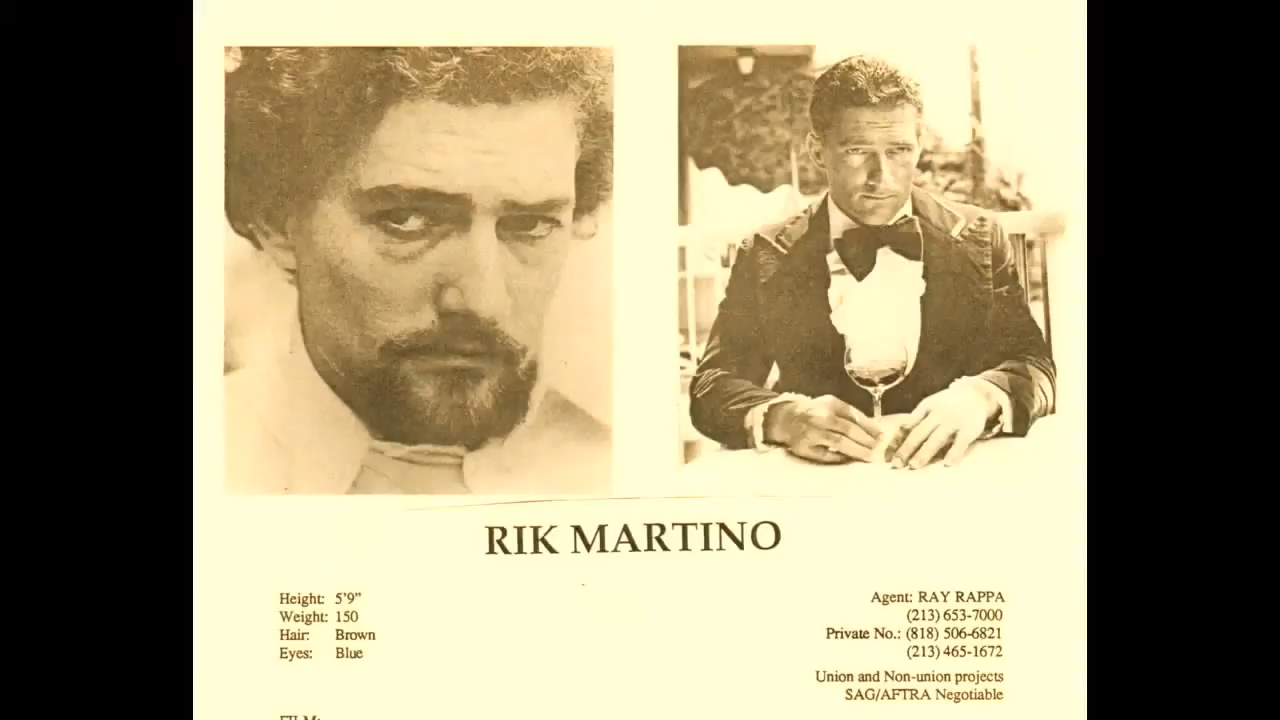 RIK MARTINO
Height: 5'9"
Weight: 150
Hair: Brown
Eyes: Blue
Agent: RAY RAPPA
(213) 653-7000
Private No.: (818) 506-6821
(213) 465-1672
Union and Non-union projects
SAG/AFTRA Negotiable
FILM: